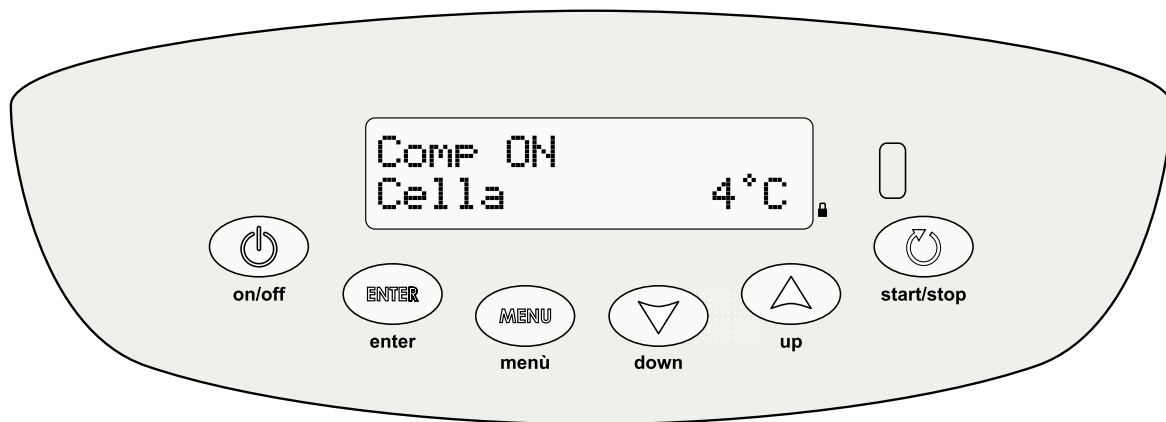 Comp ON
Cella 4°C
on/off
ENTER
enter
MENU
menù
down
up
start/stop